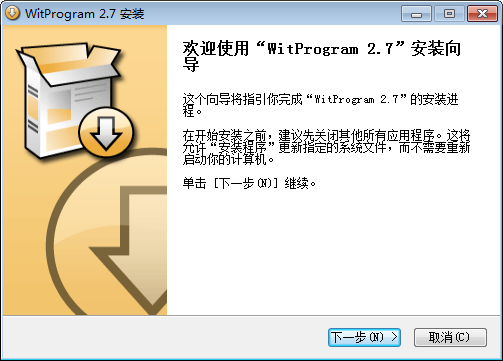 WitProgram 2.7 安装
欢迎使用“WitProgram 2.7”安装向
导
这个向导将指引你完成“WitProgram 2.7”的安装进
程。
在开始安装之前，建议先关闭其他所有应用程序。这将
允许“安装程序”更新指定的系统文件，而不需要重新
启动你的计算机。
单击 [下一步(N)] 继续。
下一步(N) >
取消(C)